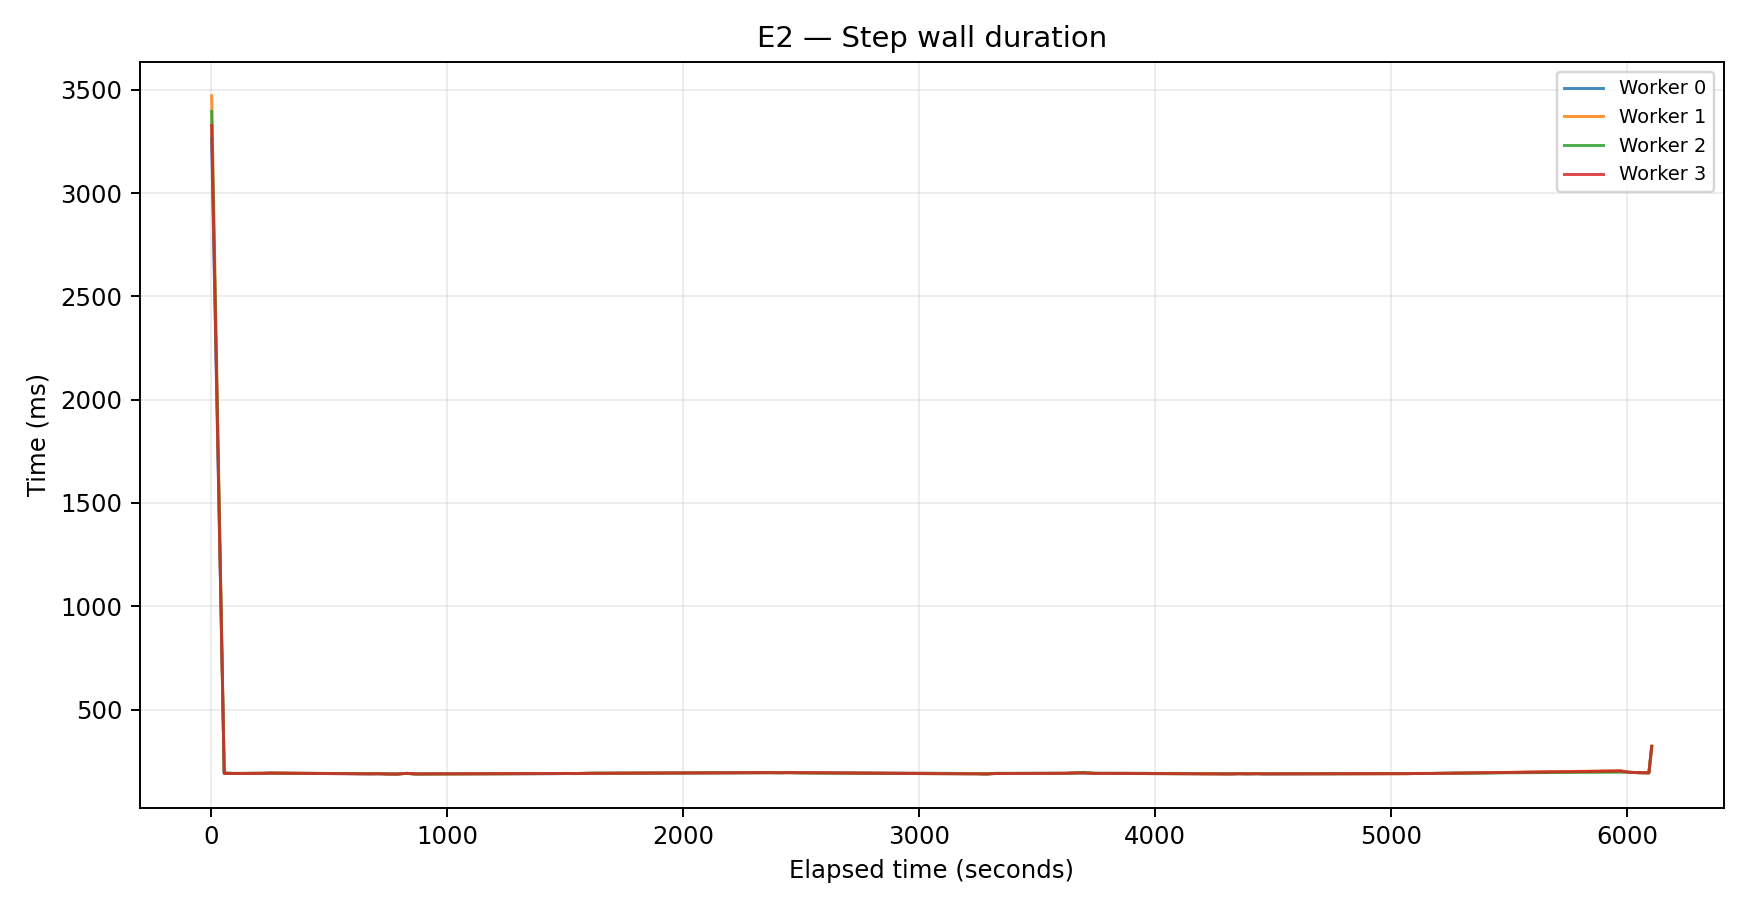 E2 — Step wall duration
Worker 0
Worker 1
Worker 2
Worker 3
Time (ms)
3500
3000
2500
2000
1500
1000
500
0 1000 2000 3000 4000 5000 6000
Elapsed time (seconds)